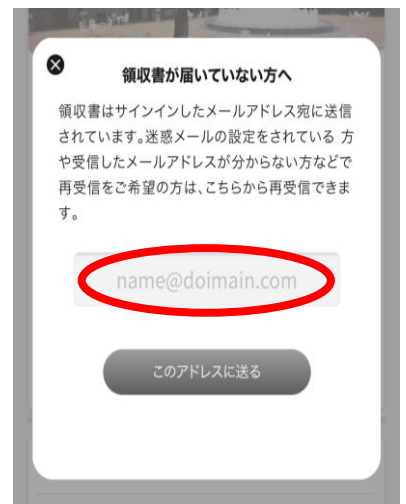 領収書が届いていない方へ
領収書はサインインしたメールアドレス宛に送信
されています。迷惑メールの設定をされている 方
や受信したメールアドレスが分からない方などで
再受信をご希望の方は、こちらから再受信できま
す。
name@doimain.com
このアドレスに送る